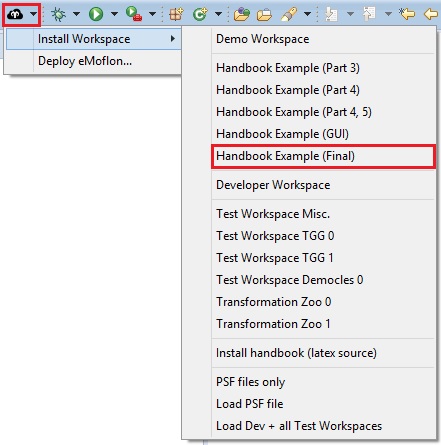 Install Workspace
Deploy eMoflon...
Demo Workspace
Handbook Example (Part 3)
Handbook Example (Part 4)
Handbook Example (Part 4, 5)
Handbook Example (GUI)
Handbook Example (Final)
Developer Workspace
Test Workspace Misc.
Test Workspace TGG 0
Test Workspace TGG 1
Test Workspace Democles 0
Transformation Zoo 0
Transformation Zoo 1
Install handbook (latex source)
PSF files only
Load PSF file
Load Dev + all Test Workspaces